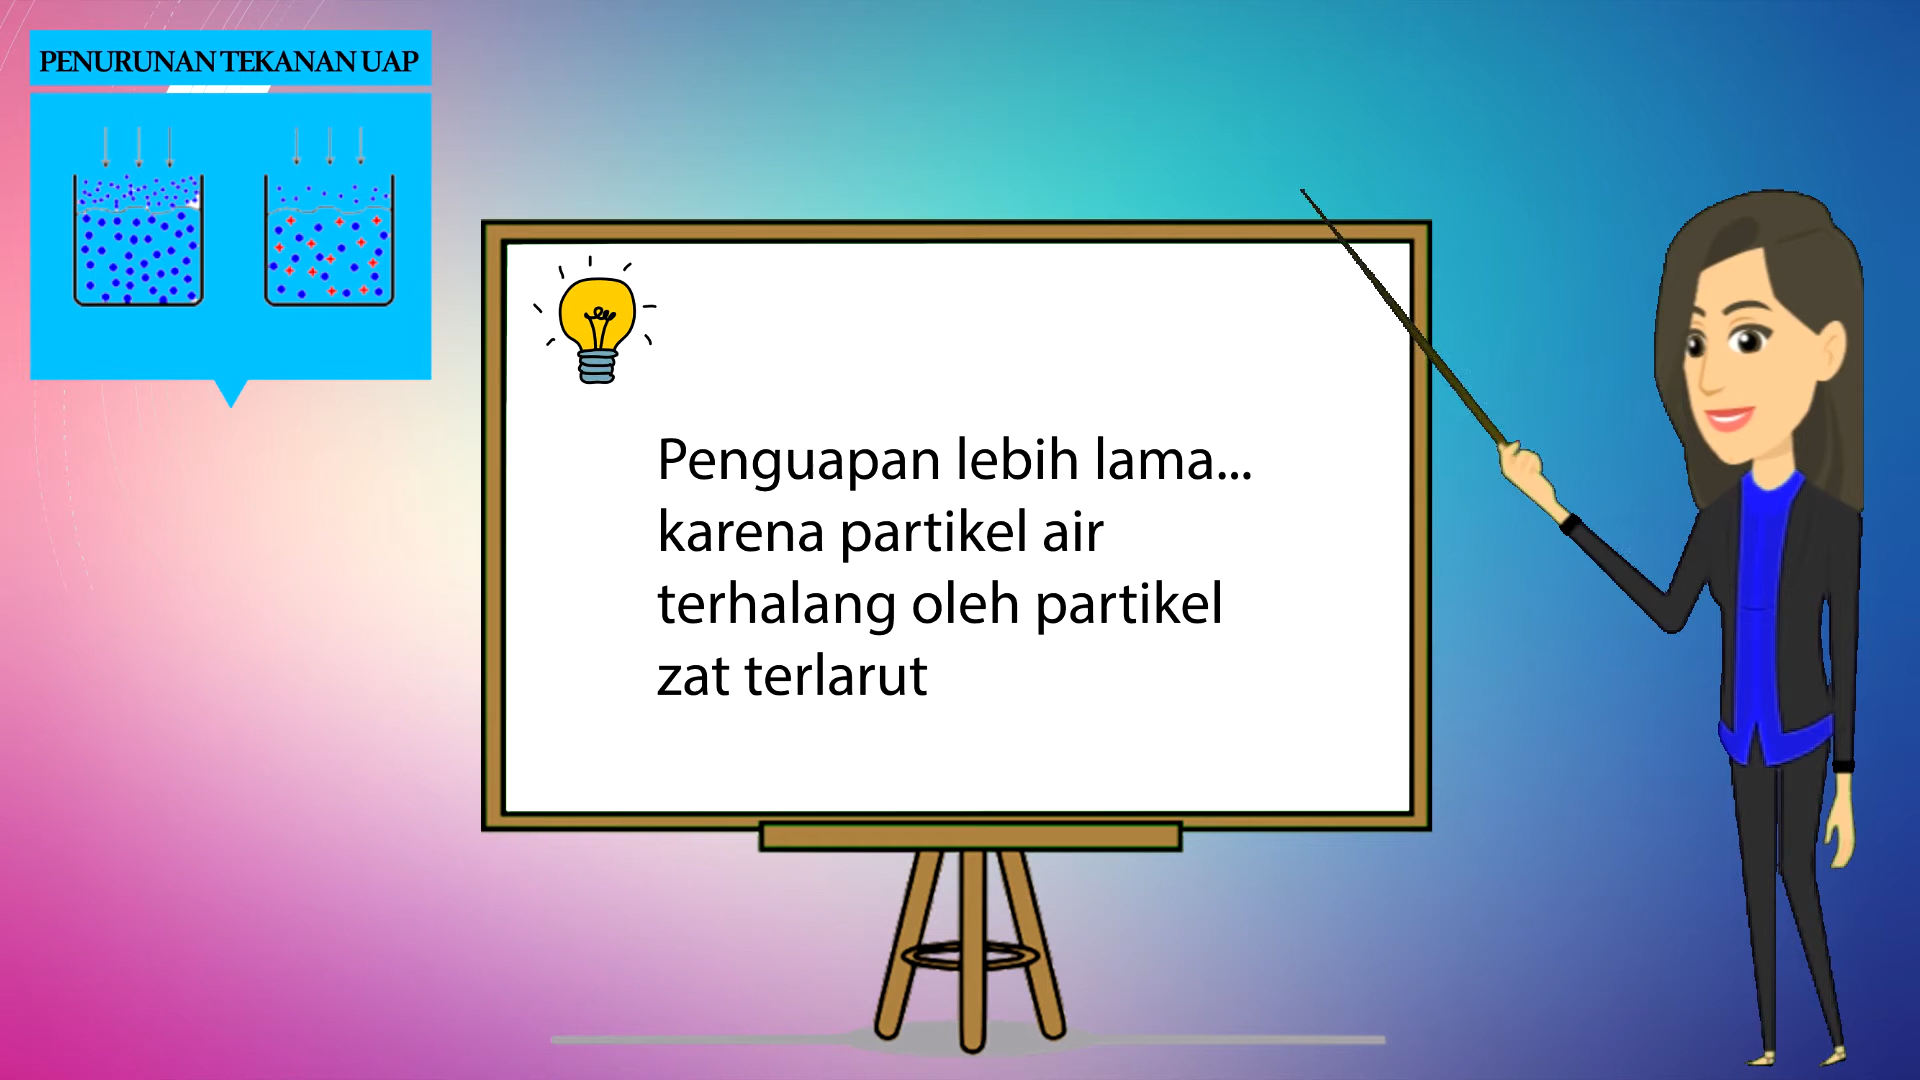 PENURUNAN TEKANAN UAP
Penguapan lebih lama...
karena partikel air
terhalang oleh partikel
zat terlarut